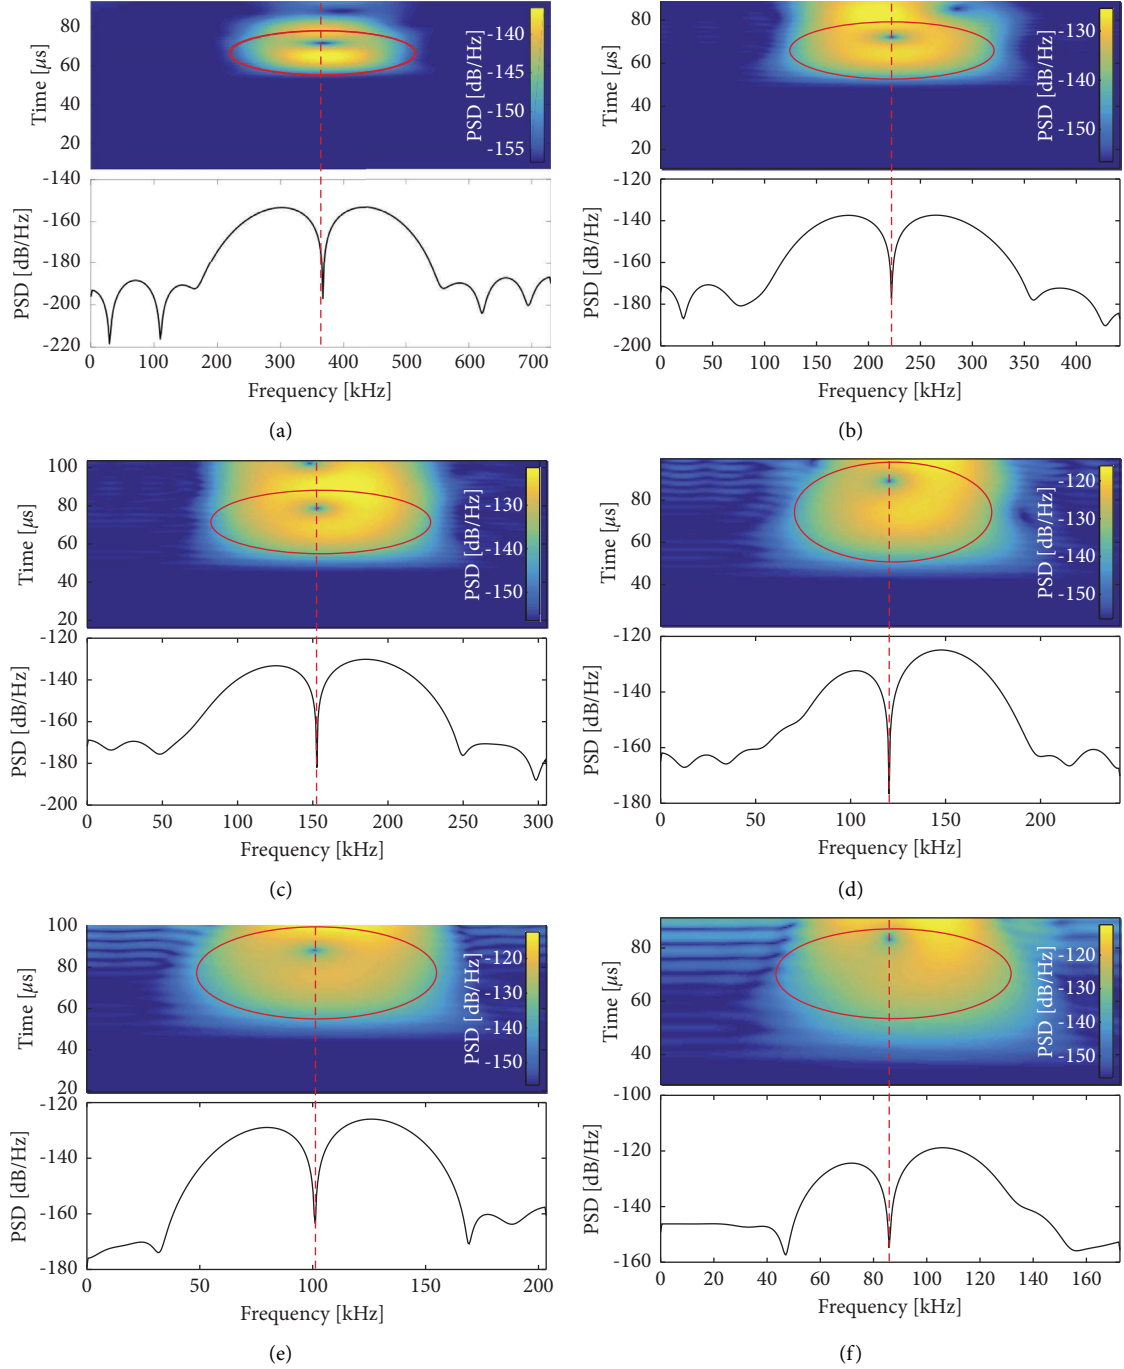 80
60
40
20
Time [μs]
PSD [dB/Hz]
-140
-145
-150
-155
-140
-160
-180
-200
-220
PSD [dB/Hz]
0 100 200 300 400 500 600 700
Frequency [kHz]
(a)
80
60
40
20
Time [μs]
PSD [dB/Hz]
-130
-140
-150
-120
-140
-160
-180
-200
PSD [dB/Hz]
0 50 100 150 200 250 300 350 400
Frequency [kHz]
(b)
100
80
60
40
20
Time [μs]
PSD [dB/Hz]
-130
-140
-150
-120
-140
-160
-180
-200
PSD [dB/Hz]
0 50 100 150 200 250 300
Frequency [kHz]
(c)
80
60
40
20
Time [μs]
PSD [dB/Hz]
-120
-130
-140
-150
-120
-140
-160
-180
PSD [dB/Hz]
0 50 100 150 200
Frequency [kHz]
(d)
100
80
60
40
20
Time [μs]
PSD [dB/Hz]
-120
-130
-140
-150
-120
-140
-160
-180
PSD [dB/Hz]
0 50 100 150 200
Frequency [kHz]
(e)
80
60
40
Time [μs]
PSD [dB/Hz]
-120
-130
-140
-150
-100
-120
-140
-160
PSD [dB/Hz]
0 20 40 60 80 100 120 140 160
Frequency [kHz]
(f)